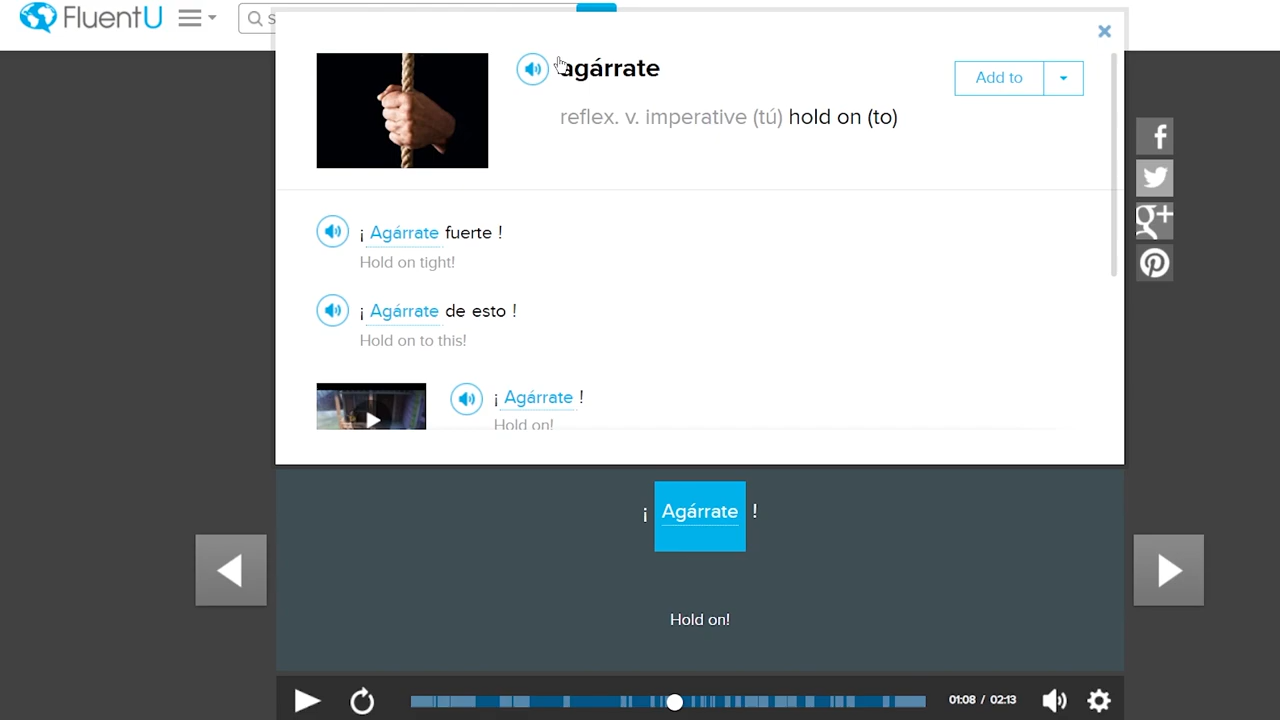 FluentU
S
agárrate
Add to
reflex. v. imperative (tú) hold on (to)
¡ Agárrate fuerte !
Hold on tight!
¡ Agárrate de esto !
Hold on to this!
¡ Agárrate !
Hold on!
¡ Agárrate !
Hold on!
01:08 / 02:13